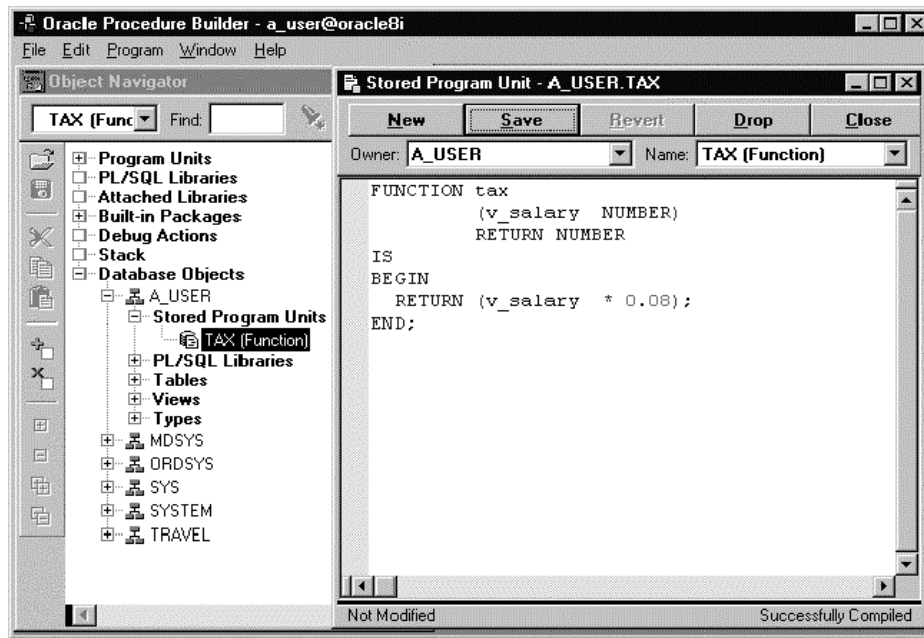 Oracle Procedure Builder - a_user@oracle8i
File Edit Program Window Help
Object Navigator
TAX (Func Find:
Program Units
PL/SQL Libraries
Attached Libraries
Built-in Packages
Debug Actions
Stack
Database Objects
A_USER
Stored Program Units
TAX (Function)
PL/SQL Libraries
Tables
Views
Types
MDSYS
ORDSYS
SYS
SYSTEM
TRAVEL
Stored Program Unit - A_USER.TAX
New Save Revert Drop Close
Owner: A_USER Name: TAX (Function)
FUNCTION tax
(v_salary NUMBER)
RETURN NUMBER
IS
BEGIN
RETURN (v_salary * 0.08);
END;
Not Modified Successfully Compiled